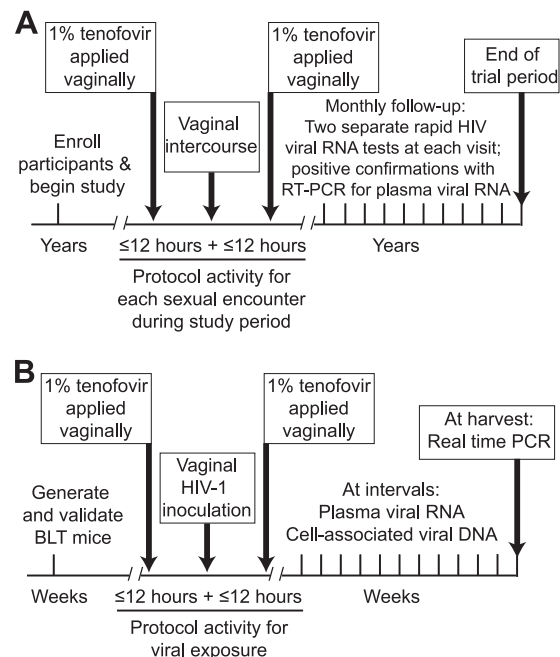 A
1% tenofovir
applied
vaginally
1% tenofovir
applied
vaginally
End of
trial period
Enroll
participants &
begin study
Vaginal
intercourse
Monthly follow-up:
Two separate rapid HIV
viral RNA tests at each visit;
positive confirmations with
RT-PCR for plasma viral RNA
Years
≤12 hours + ≤12 hours
Years
Protocol activity for
each sexual encounter
during study period
B
1% tenofovir
applied
vaginally
1% tenofovir
applied
vaginally
At harvest:
Real time PCR
Generate
and validate
BLT mice
Vaginal
HIV-1
inoculation
At intervals:
Plasma viral RNA
Cell-associated viral DNA
Weeks
≤12 hours + ≤12 hours
Weeks
Protocol activity for
viral exposure